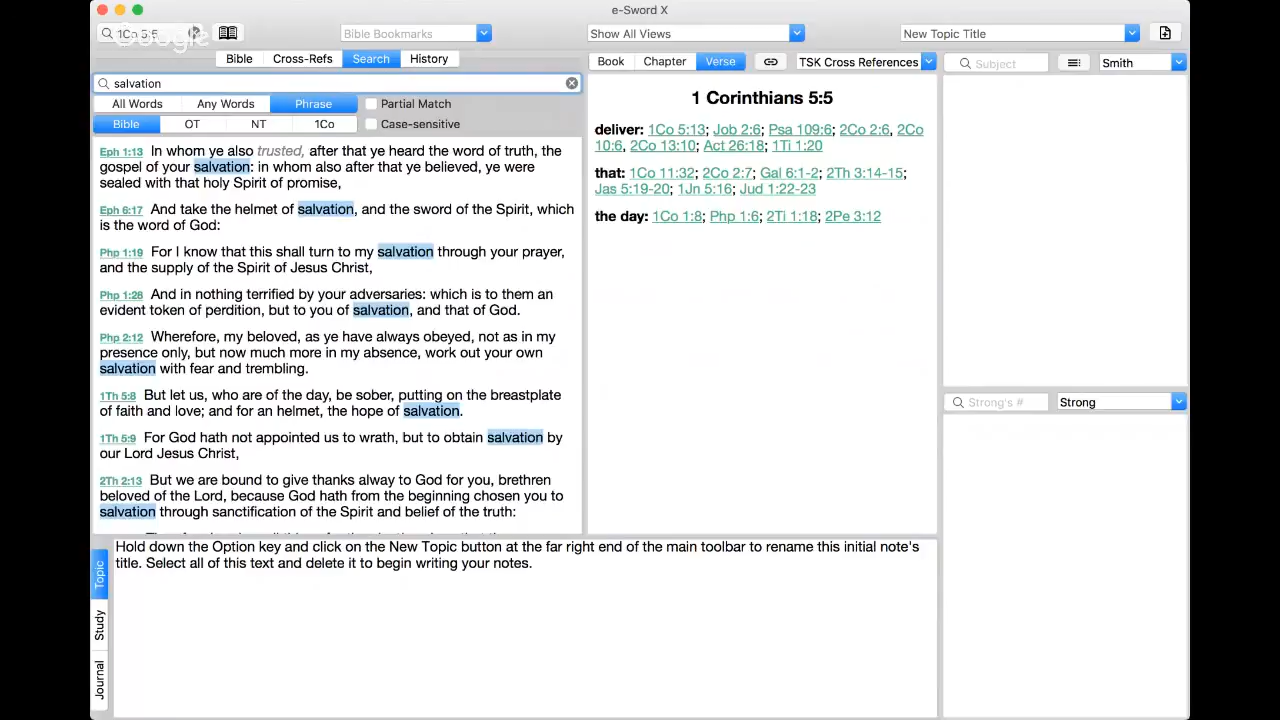 e-Sword X
1Co 5:5
Google
Bible Bookmarks
Show All Views
New Topic Title
Bible Cross-Refs Search History
salvation
All Words Any Words Phrase Partial Match
Bible OT NT 1Co Case-sensitive
Eph 1:13 In whom ye also trusted, after that ye heard the word of truth, the
gospel of your salvation: in whom also after that ye believed, ye were
sealed with that holy Spirit of promise,
Eph 6:17 And take the helmet of salvation, and the sword of the Spirit, which
is the word of God:
Php 1:19 For I know that this shall turn to my salvation through your prayer,
and the supply of the Spirit of Jesus Christ,
Php 1:28 And in nothing terrified by your adversaries: which is to them an
evident token of perdition, but to you of salvation, and that of God.
Php 2:12 Wherefore, my beloved, as ye have always obeyed, not as in my
presence only, but now much more in my absence, work out your own
salvation with fear and trembling.
1Th 5:8 But let us, who are of the day, be sober, putting on the breastplate
of faith and love; and for an helmet, the hope of salvation.
1Th 5:9 For God hath not appointed us to wrath, but to obtain salvation by
our Lord Jesus Christ,
2Th 2:13 But we are bound to give thanks alway to God for you, brethren
beloved of the Lord, because God hath from the beginning chosen you to
salvation through sanctification of the Spirit and belief of the truth:
Book Chapter Verse TSK Cross References
1 Corinthians 5:5
deliver: 1Co 5:13; Job 2:6; Psa 109:6; 2Co 2:6, 2Co
10:6, 2Co 13:10; Act 26:18; 1Ti 1:20
that: 1Co 11:32; 2Co 2:7; Gal 6:1-2; 2Th 3:14-15;
Jas 5:19-20; 1Jn 5:16; Jud 1:22-23
the day: 1Co 1:8; Php 1:6; 2Ti 1:18; 2Pe 3:12
Subject Smith
Strong's # Strong
Topic
Study
Journal
Hold down the Option key and click on the New Topic button at the far right end of the main toolbar to rename this initial note's
title. Select all of this text and delete it to begin writing your notes.